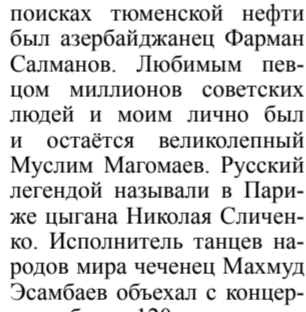 поисках тюменской нефти
был азербайджанец Фарман
Салманов. Любимым пев-
цом миллионов советских
людей и моим лично был
и остаётся великолепный
Муслим Магомаев. Русский
легендой называли в Пари-
же цыгана Николая Сличен-
ко. Исполнитель танцев на-
родов мира чеченец Махмуд
Эсамбаев объехал с концер-